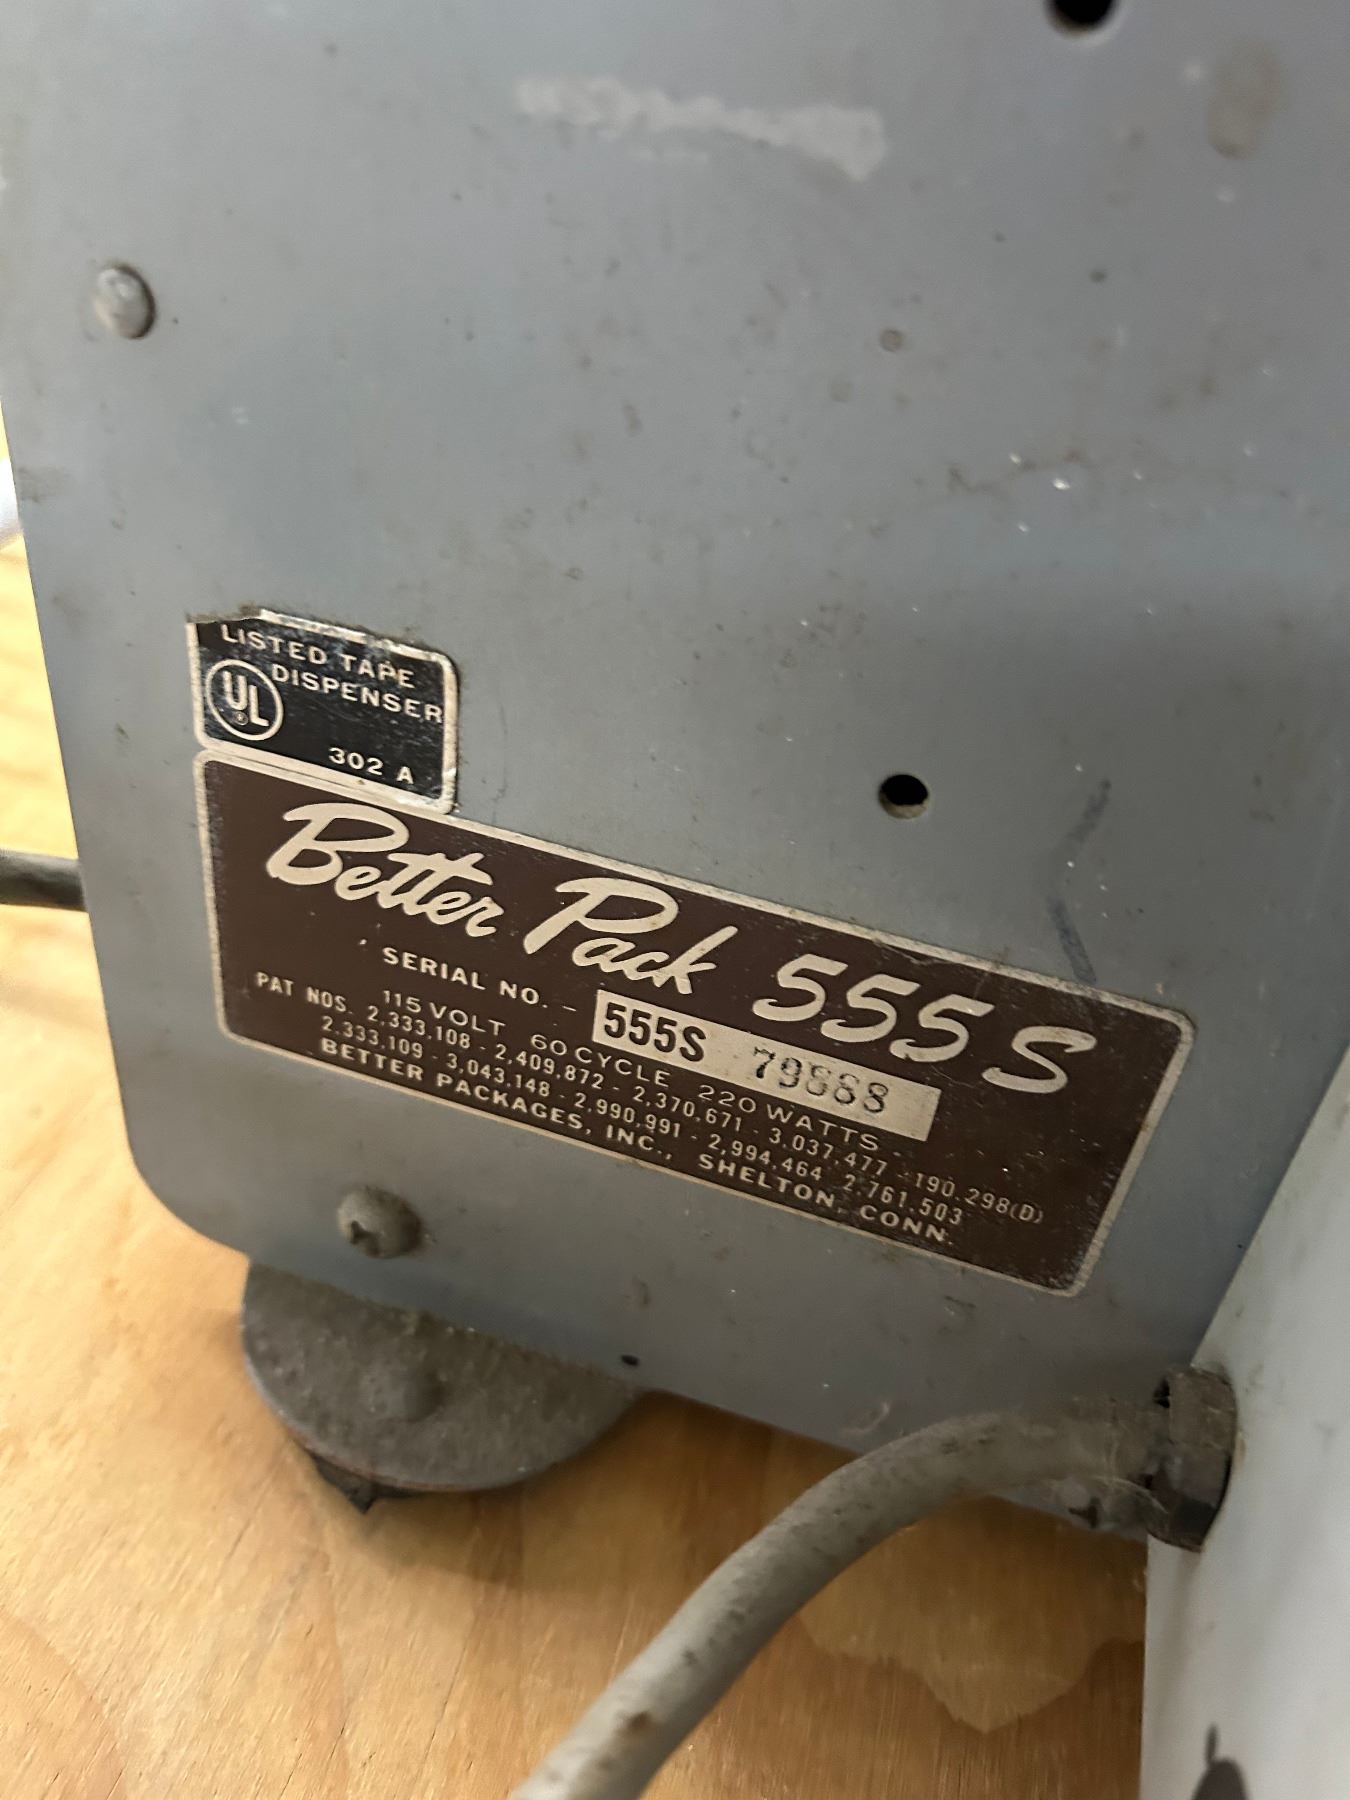 LISTED TAPE
DISPENSER
UL®
302 A
Better Pack 555 S
SERIAL NO. - 555S 79888
115 VOLT 60 CYCLE 220 WATTS
PAT NOS. 2,333.108 - 2,409,872 - 2,370,671 - 3,037,477 - 190,298(D)
2.333.109 - 3,043,148 - 2,990,991 - 2,994,464 2,761,503
BETTER PACKAGES, INC., SHELTON, CONN.